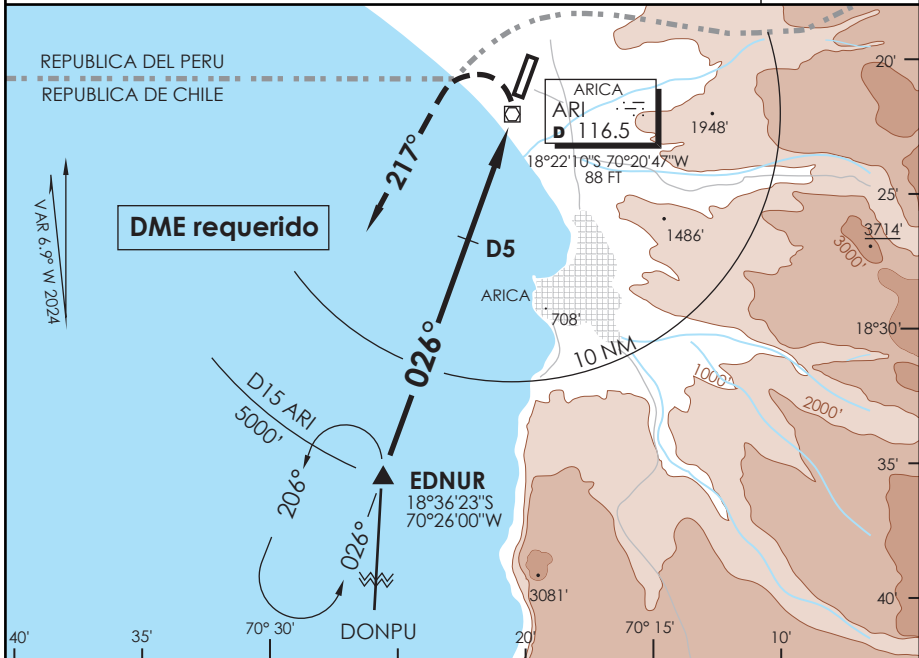 REPUBLICA DEL PERU
REPUBLICA DE CHILE
20'
ARICA
ARI
D 116.5
18°22'10"S 70°20'47"W
88 FT
1948'
217°
VAR 6.9° W 2024
DME requerido
25'
1486'
3714'
3000'
D5
ARICA
708'
18°30'
026°
10 NM
D15 ARI
5000'
1000'
2000'
35'
EDNUR
18°36'23"S
70°26'00"W
206°
026°
3081'
40'
DONPU
40'
35'
70° 30'
20'
70° 15'
10'